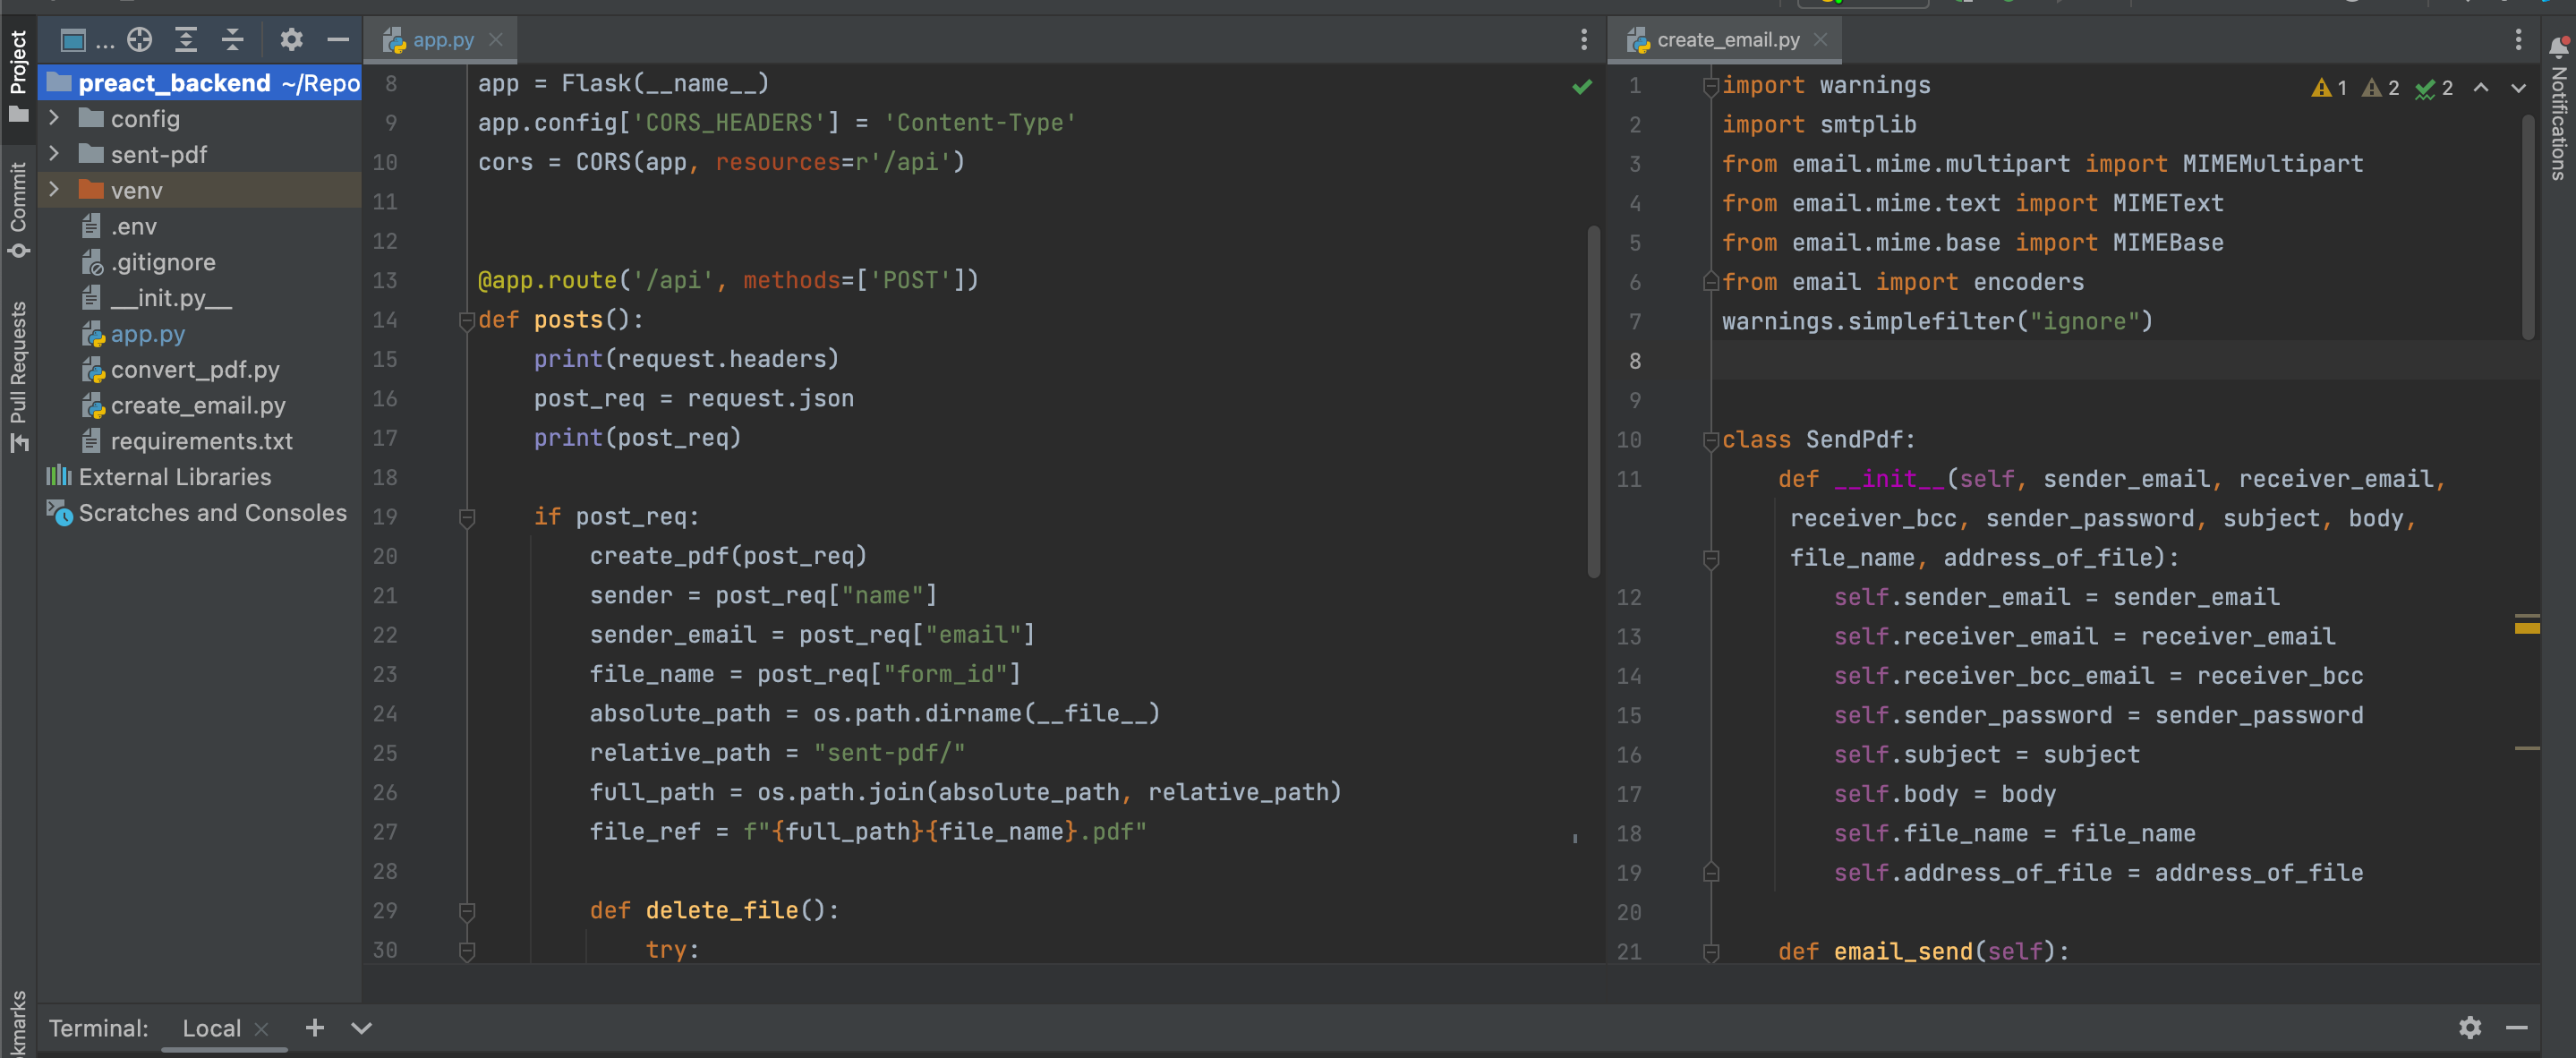 Project
Commit
Pull Requests
kmarks
...
preact_backend ~/Repo
config
sent-pdf
venv
.env
.gitignore
__init.py__
app.py
convert_pdf.py
create_email.py
requirements.txt
External Libraries
Scratches and Consoles
app.py
8 app = Flask(__name__)
9 app.config['CORS_HEADERS'] = 'Content-Type'
10 cors = CORS(app, resources=r'/api')
11
12
13 @app.route('/api', methods=['POST'])
14 def posts():
15 print(request.headers)
16 post_req = request.json
17 print(post_req)
18
19 if post_req:
20 create_pdf(post_req)
21 sender = post_req["name"]
22 sender_email = post_req["email"]
23 file_name = post_req["form_id"]
24 absolute_path = os.path.dirname(__file__)
25 relative_path = "sent-pdf/"
26 full_path = os.path.join(absolute_path, relative_path)
27 file_ref = f"{full_path}{file_name}.pdf"
28
29 def delete_file():
30 try:
create_email.py
1 2 2
1 import warnings
2 import smtplib
3 from email.mime.multipart import MIMEMultipart
4 from email.mime.text import MIMEText
5 from email.mime.base import MIMEBase
6 from email import encoders
7 warnings.simplefilter("ignore")
8
9
10 class SendPdf:
11 def __init__(self, sender_email, receiver_email,
receiver_bcc, sender_password, subject, body,
file_name, address_of_file):
12 self.sender_email = sender_email
13 self.receiver_email = receiver_email
14 self.receiver_bcc_email = receiver_bcc
15 self.sender_password = sender_password
16 self.subject = subject
17 self.body = body
18 self.file_name = file_name
19 self.address_of_file = address_of_file
20
21 def email_send(self):
Notifications
Terminal: Local